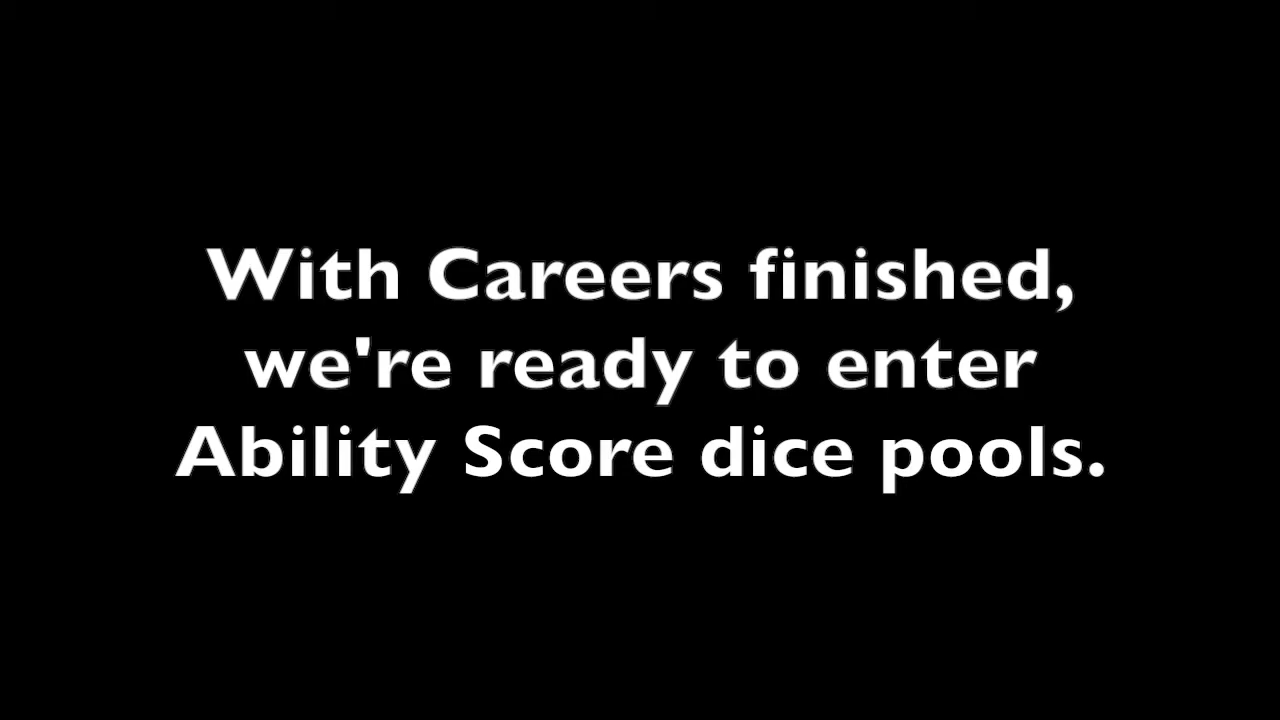 With Careers finished,
we're ready to enter
Ability Score dice pools.